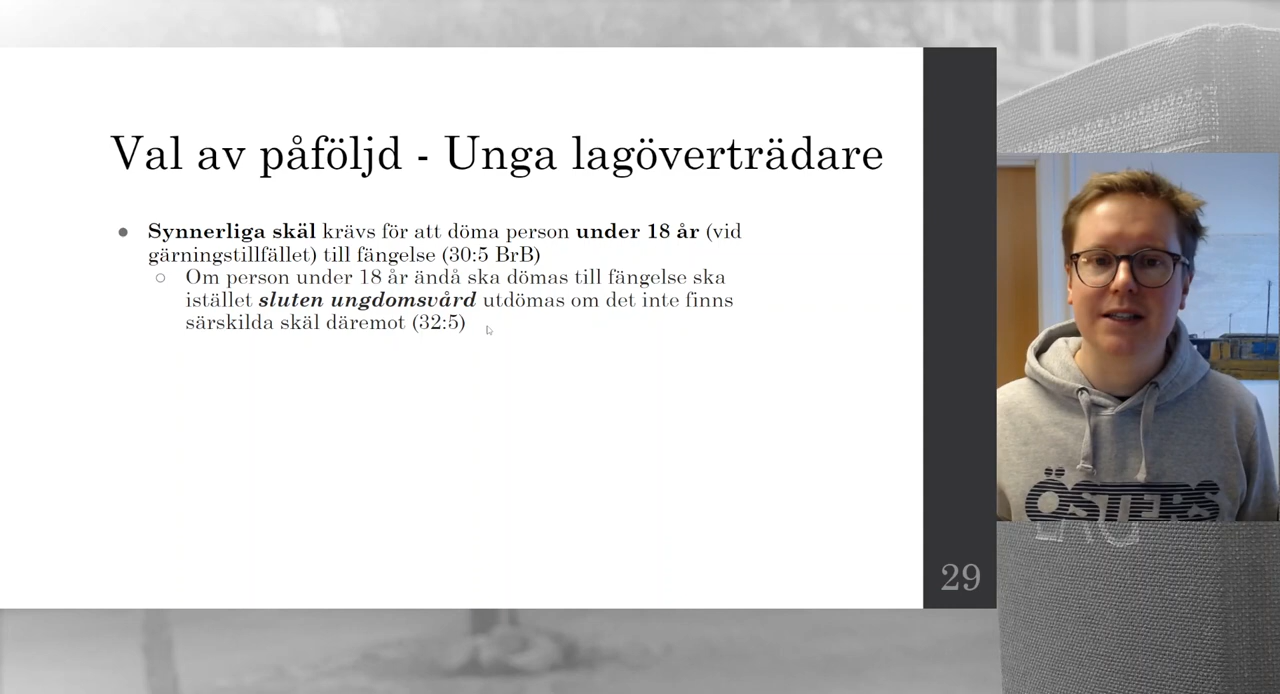 Val av påföljd - Unga lagöverträdare
● Synnerliga skäl krävs för att döma person under 18 år (vid
gärningstillfället) till fängelse (30:5 BrB)
○ Om person under 18 år ändå ska dömas till fängelse ska
istället sluten ungdomsvård utdömas om det inte finns
särskilda skäl däremot (32:5)
29